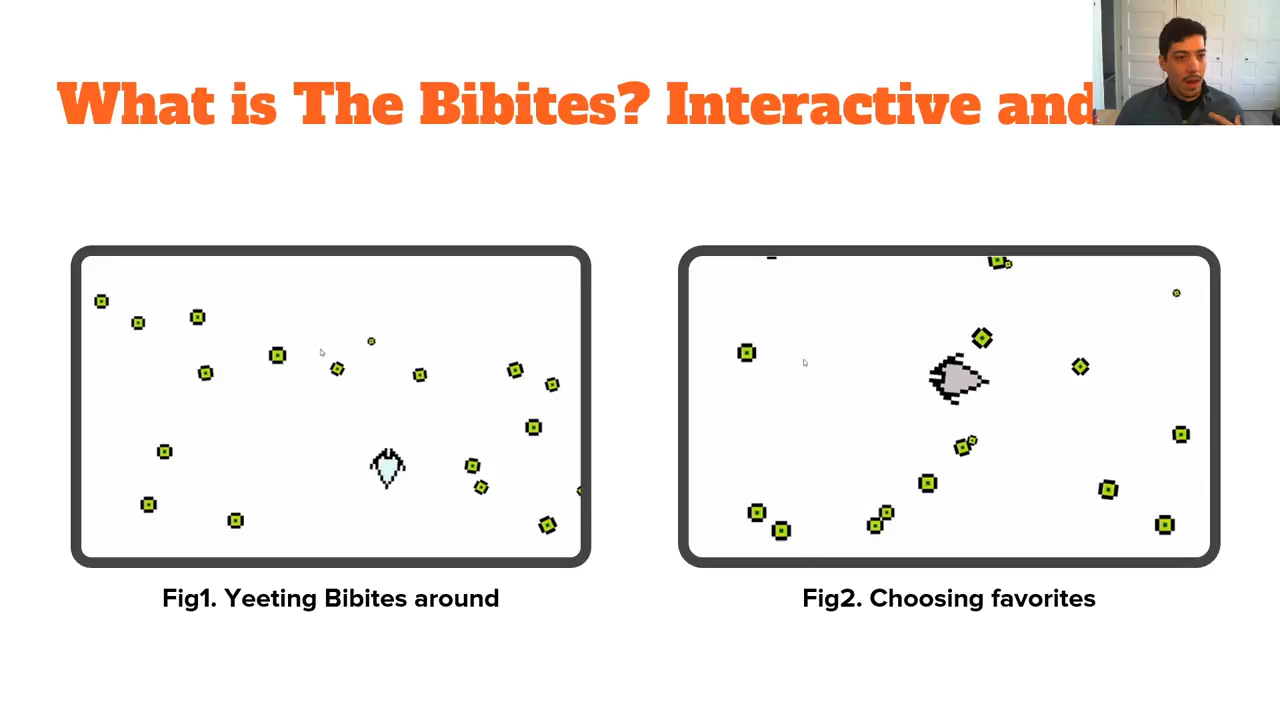 What is The Bibites? Interactive and
Fig1. Yeeting Bibites around
Fig2. Choosing favorites